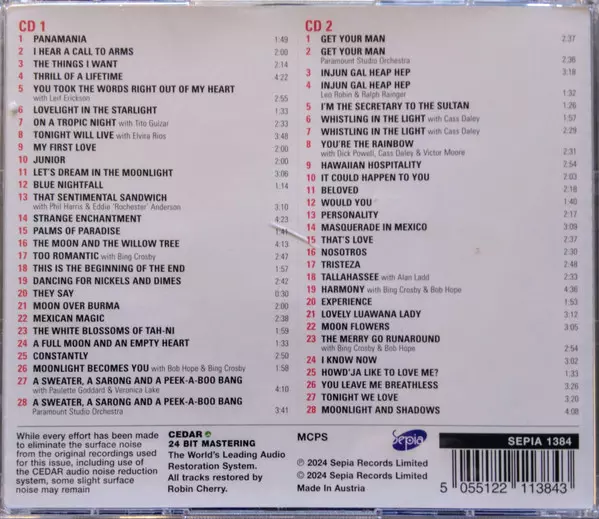 CD 1
1 PANAMANIA 1:49
2 I HEAR A CALL TO ARMS 2:00
3 THE THINGS I WANT 2:14
4 THRILL OF A LIFETIME 4:22
5 YOU TOOK THE WORDS RIGHT OUT OF MY HEART
with Leif Erickson 2:55
6 LOVELIGHT IN THE STARLIGHT 1:33
7 ON A TROPIC NIGHT with Tito Guizar 2:33
8 TONIGHT WILL LIVE with Elvira Rios 3:48
9 MY FIRST LOVE 2:00
10 JUNIOR 2:00
11 LET'S DREAM IN THE MOONLIGHT 3:06
12 BLUE NIGHTFALL 1:14
13 THAT SENTIMENTAL SANDWICH
with Phil Harris & Eddie 'Rochester' Anderson 3:10
14 STRANGE ENCHANTMENT 4:23
15 PALMS OF PARADISE 1:41
16 THE MOON AND THE WILLOW TREE 4:13
17 TOO ROMANTIC with Bing Crosby 2:47
18 THIS IS THE BEGINNING OF THE END 1:57
19 DANCING FOR NICKELS AND DIMES 2:42
20 THEY SAY 0:30
21 MOON OVER BURMA 2:00
22 MEXICAN MAGIC 2:38
23 THE WHITE BLOSSOMS OF TAH-NI 1:59
24 A FULL MOON AND AN EMPTY HEART 1:33
25 CONSTANTLY 2:50
26 MOONLIGHT BECOMES YOU with Bob Hope & Bing Crosby 1:58
27 A SWEATER, A SARONG AND A PEEK-A-BOO BANG
with Paulette Goddard & Veronica Lake 4:10
28 A SWEATER, A SARONG AND A PEEK-A-BOO BANG
Paramount Studio Orchestra 3:41
CD 2
1 GET YOUR MAN 2:37
2 GET YOUR MAN
Paramount Studio Orchestra 2:36
3 INJUN GAL HEAP HEP 3:18
4 INJUN GAL HEAP HEP
Leo Robin & Ralph Rainger 1:32
5 I'M THE SECRETARY TO THE SULTAN 1:26
6 WHISTLING IN THE LIGHT with Cass Daley 1:57
7 WHISTLING IN THE LIGHT with Cass Daley 2:29
8 YOU'RE THE RAINBOW
with Dick Powell, Cass Daley & Victor Moore 2:31
9 HAWAIIAN HOSPITALITY 2:54
10 IT COULD HAPPEN TO YOU 2:03
11 BELOVED 2:18
12 WOULD YOU 1:40
13 PERSONALITY 2:17
14 MASQUERADE IN MEXICO 3:09
15 THAT'S LOVE 2:37
16 NOSOTROS 2:30
17 TRISTEZA 2:48
18 TALLAHASSEE with Alan Ladd 2:33
19 HARMONY with Bing Crosby & Bob Hope 4:36
20 EXPERIENCE 1:53
21 LOVELY LUAWANA LADY 3:12
22 MOON FLOWERS 3:05
23 THE MERRY GO RUNAROUND
with Bing Crosby & Bob Hope 2:54
24 I KNOW NOW 3:02
25 HOWD'JA LIKE TO LOVE ME? 1:33
26 YOU LEAVE ME BREATHLESS 3:26
27 TONIGHT WE LOVE 3:20
28 MOONLIGHT AND SHADOWS 4:08
While every effort has been made
to eliminate the surface noise
from the original recordings used
for this issue, including use of
the CEDAR audio noise reduction
system, some slight surface
noise may remain
CEDAR
24 BIT MASTERING
The World's Leading Audio
Restoration System.
All tracks restored by
Robin Cherry.
MCPS
Sepia
℗ 2024 Sepia Records Limited
© 2024 Sepia Records Limited
Made in Austria
SEPIA 1384
5 055122 113843